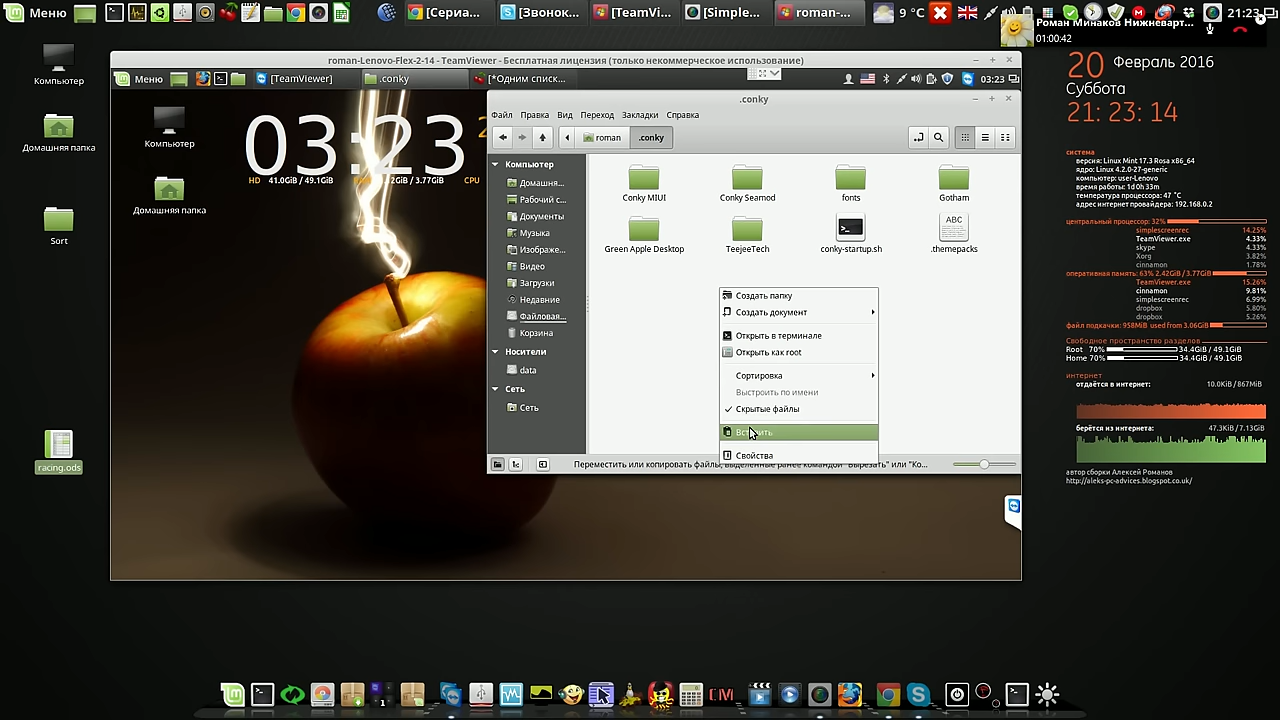 Меню
[Сериа...
[Звонок...
[TeamVi...
[Simple...
roman-...
9 °C
21:23
Роман Минаков Нижневарт...
01:00:42
Компьютер
Домашняя папка
Sort
racing.ods
roman-Lenovo-Flex-2-14 - TeamViewer - Бесплатная лицензия (только некоммерческое использование)
Меню
[TeamViewer]
.conky
[*Одним списк...
03:23
Компьютер
Домашняя папка
03:23
HD 41.0GiB / 49.1GiB
2GiB / 3.77GiB CPU
.conky
Файл Правка Вид Переход Закладки Справка
roman
.conky
Компьютер
Домашня...
Рабочий с...
Документы
Музыка
Изображе...
Видео
Загрузки
Недавние
Файловая...
Корзина
Носители
data
Сеть
Сеть
Conky MIUI
Conky Seamod
fonts
Gotham
Green Apple Desktop
TeejeeTech
conky-startup.sh
ABC
.themepacks
Создать папку
Создать документ
Открыть в терминале
Открыть как root
Сортировка
Выстроить по имени
Скрытые файлы
Вставить
Свойства
Переместить или копировать файлы, выделенные ранее командой "Вырезать" или "Ко...
20 Февраль 2016
Суббота
21: 23: 14
система
версия: Linux Mint 17.3 Rosa x86_64
ядро: Linux 4.2.0-27-generic
компьютер: user-Lenovo
время работы: 1d 0h 33m
температура процессора: 47 °C
адрес интернет провайдера: 192.168.0.2
центральный процессор: 32%
simplescreenrec 14.25%
TeamViewer.exe 4.33%
skype 4.33%
Xorg 3.82%
cinnamon 1.78%
оперативная память: 63% 2.42GiB / 3.77GiB
TeamViewer.exe 15.26%
cinnamon 9.81%
simplescreenrec 6.99%
dropbox 5.80%
dropbox 5.26%
файл подкачки: 958MiB used from 3.06GiB
Свободное пространство разделов
Root 70% 34.4GiB / 49.1GiB
Home 70% 34.4GiB / 49.1GiB
интернет
отдаётся в интернет: 10.0KiB / 867MiB
берётся из интернета: 47.3KiB / 7.13GiB
автор сборки Алексей Романов
http://aleks-pc-advices.blogspot.co.uk/